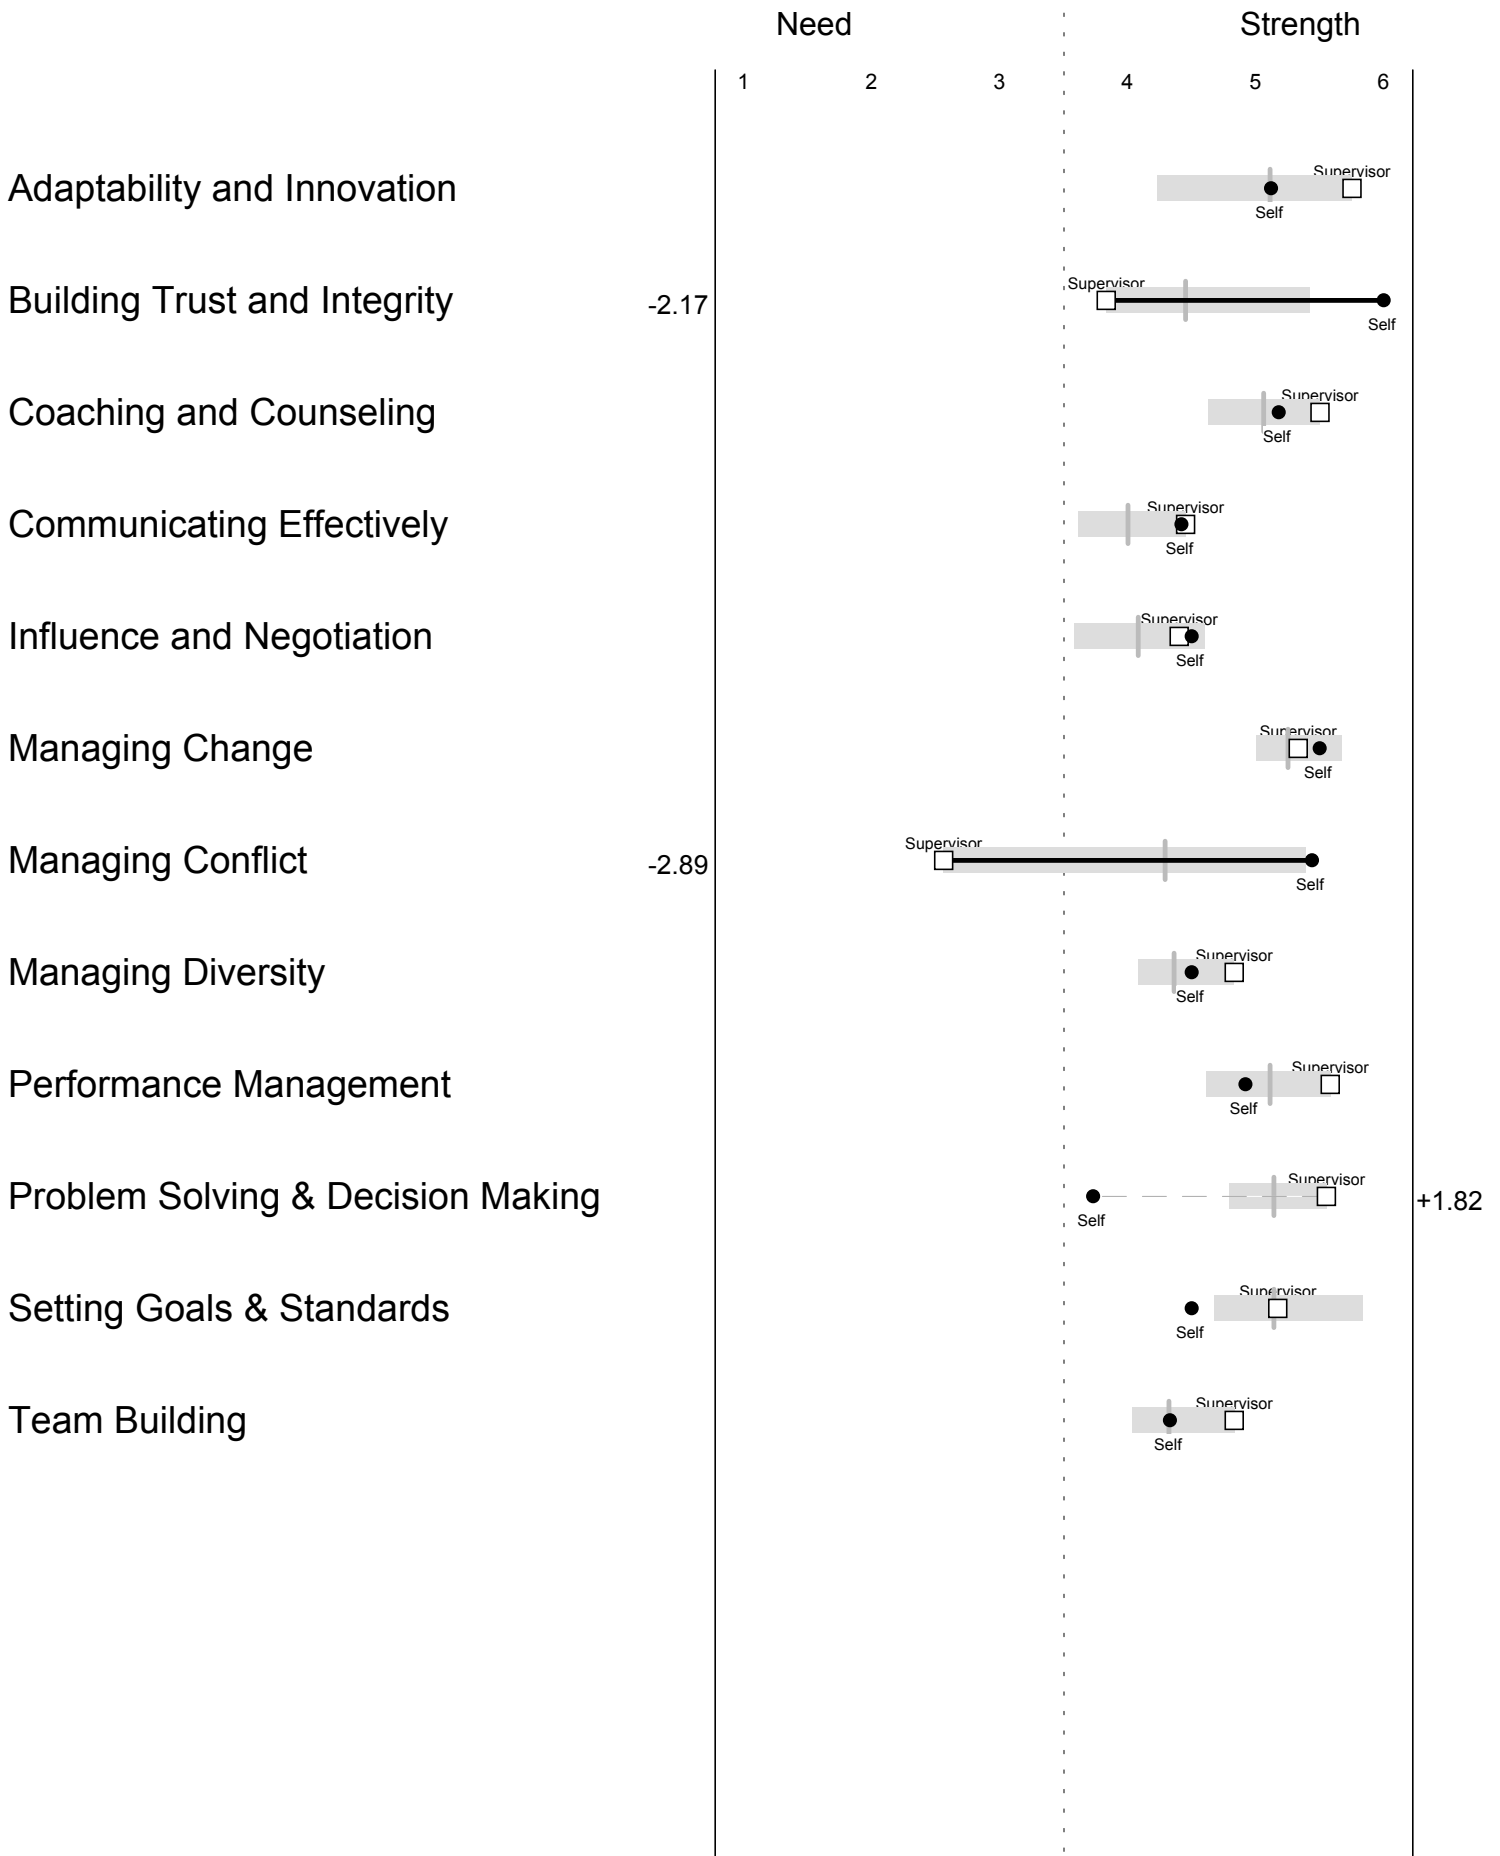 Need Strength
1 2 3 4 5 6
Adaptability and Innovation
Supervisor
Self
Building Trust and Integrity
-2.17
Supervisor
Self
Coaching and Counseling
Supervisor
Self
Communicating Effectively
Supervisor
Self
Influence and Negotiation
Supervisor
Self
Managing Change
Supervisor
Self
Managing Conflict
-2.89
Supervisor
Self
Managing Diversity
Supervisor
Self
Performance Management
Supervisor
Self
Problem Solving & Decision Making
Supervisor
Self
+1.82
Setting Goals & Standards
Supervisor
Self
Team Building
Supervisor
Self